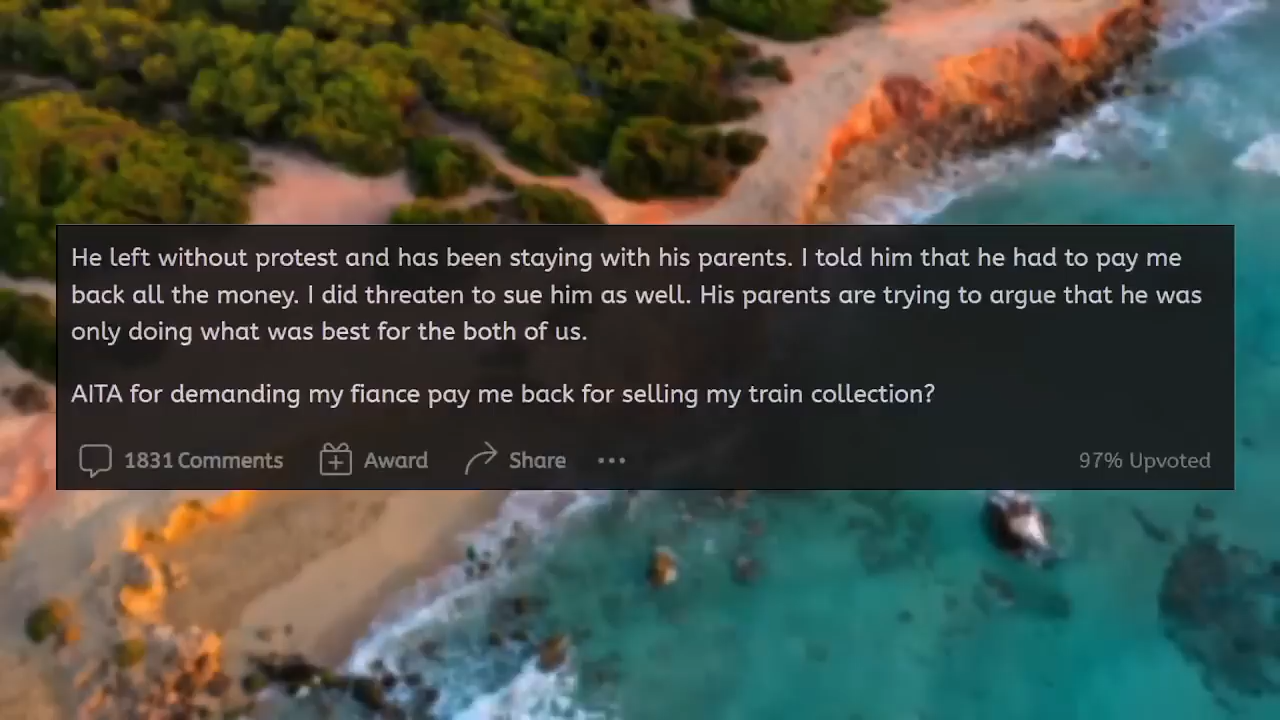 He left without protest and has been staying with his parents. I told him that he had to pay me
back all the money. I did threaten to sue him as well. His parents are trying to argue that he was
only doing what was best for the both of us.
AITA for demanding my fiance pay me back for selling my train collection?
1831 Comments Award Share ••• 97% Upvoted